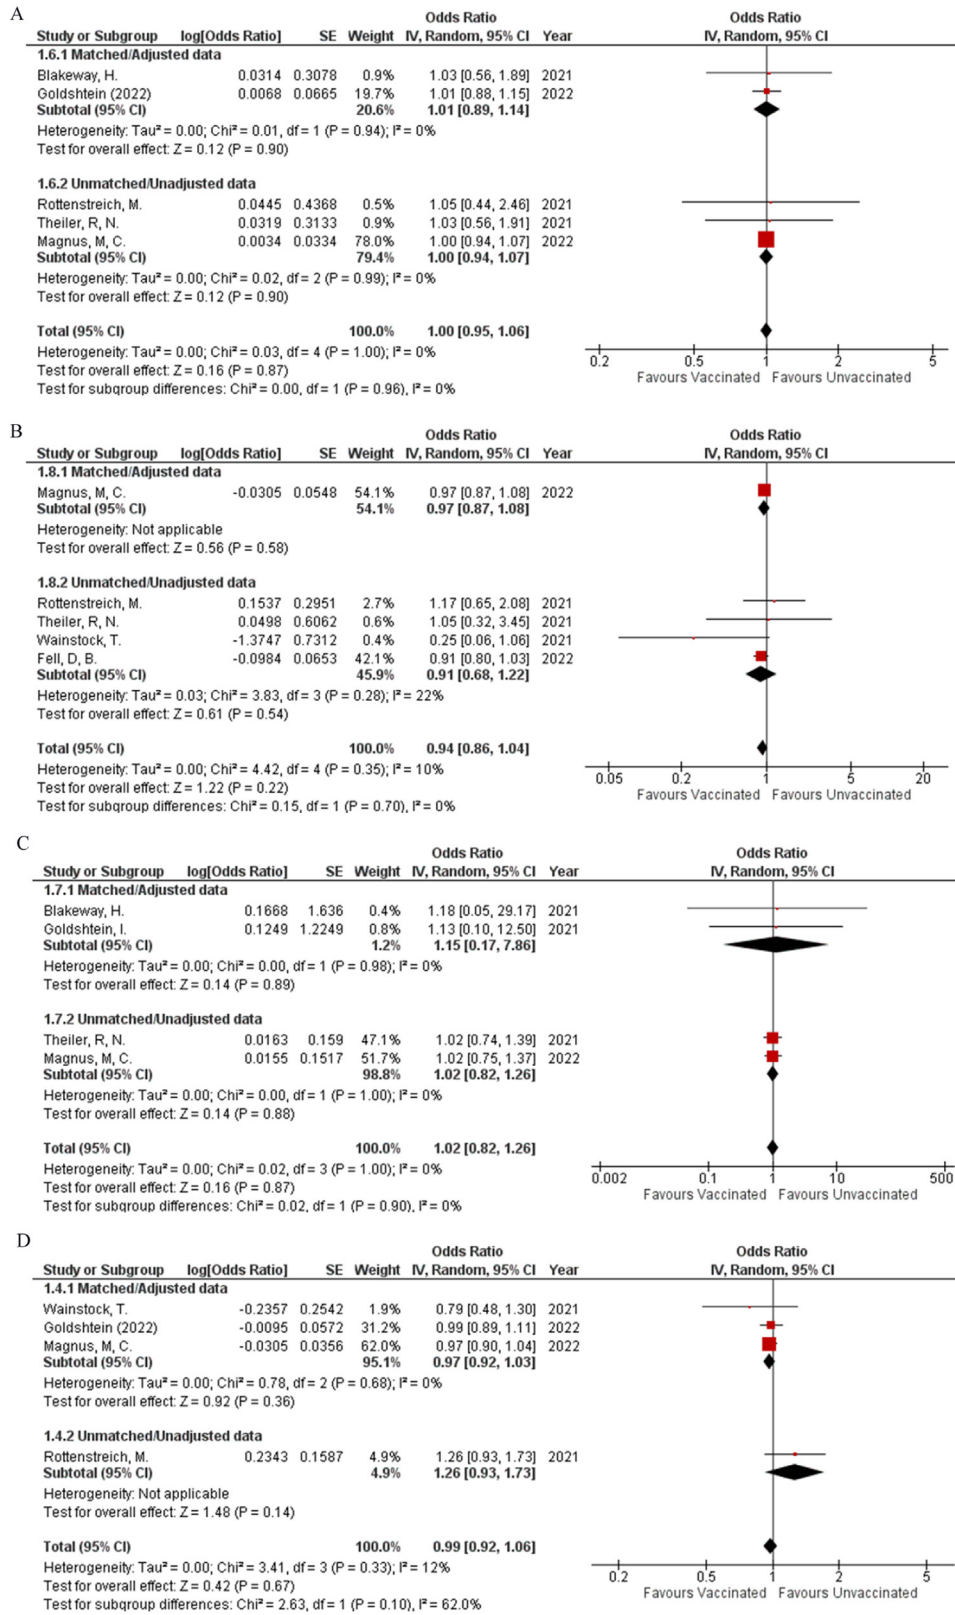 A
Odds Ratio Odds Ratio
Study or Subgroup log[Odds Ratio] SE Weight IV, Random, 95% CI Year IV, Random, 95% CI
1.6.1 Matched/Adjusted data
Blakeway, H. 0.0314 0.3078 0.9% 1.03 [0.56, 1.89] 2021
Goldshtein (2022) 0.0068 0.0665 19.7% 1.01 [0.88, 1.15] 2022
Subtotal (95% CI) 20.6% 1.01 [0.89, 1.14]
Heterogeneity: Tau² = 0.00; Chi² = 0.01, df = 1 (P = 0.94); I² = 0%
Test for overall effect: Z = 0.12 (P = 0.90)
1.6.2 Unmatched/Unadjusted data
Rottenstreich, M. 0.0445 0.4368 0.5% 1.05 [0.44, 2.46] 2021
Theiler, R, N. 0.0319 0.3133 0.9% 1.03 [0.56, 1.91] 2021
Magnus, M, C. 0.0034 0.0334 78.0% 1.00 [0.94, 1.07] 2022
Subtotal (95% CI) 79.4% 1.00 [0.94, 1.07]
Heterogeneity: Tau² = 0.00; Chi² = 0.02, df = 2 (P = 0.99); I² = 0%
Test for overall effect: Z = 0.12 (P = 0.90)
Total (95% CI) 100.0% 1.00 [0.95, 1.06]
Heterogeneity: Tau² = 0.00; Chi² = 0.03, df = 4 (P = 1.00); I² = 0%
Test for overall effect: Z = 0.16 (P = 0.87)
Test for subgroup differences: Chi² = 0.00, df = 1 (P = 0.96), I² = 0%
0.2 0.5 1 2 5
Favours Vaccinated Favours Unvaccinated
B
Odds Ratio Odds Ratio
Study or Subgroup log[Odds Ratio] SE Weight IV, Random, 95% CI Year IV, Random, 95% CI
1.8.1 Matched/Adjusted data
Magnus, M, C. -0.0305 0.0548 54.1% 0.97 [0.87, 1.08] 2022
Subtotal (95% CI) 54.1% 0.97 [0.87, 1.08]
Heterogeneity: Not applicable
Test for overall effect: Z = 0.56 (P = 0.58)
1.8.2 Unmatched/Unadjusted data
Rottenstreich, M. 0.1537 0.2951 2.7% 1.17 [0.65, 2.08] 2021
Theiler, R, N. 0.0498 0.6062 0.6% 1.05 [0.32, 3.45] 2021
Wainstock, T. -1.3747 0.7312 0.4% 0.25 [0.06, 1.06] 2021
Fell, D, B. -0.0984 0.0653 42.1% 0.91 [0.80, 1.03] 2022
Subtotal (95% CI) 45.9% 0.91 [0.68, 1.22]
Heterogeneity: Tau² = 0.03; Chi² = 3.83, df = 3 (P = 0.28); I² = 22%
Test for overall effect: Z = 0.61 (P = 0.54)
Total (95% CI) 100.0% 0.94 [0.86, 1.04]
Heterogeneity: Tau² = 0.00; Chi² = 4.42, df = 4 (P = 0.35); I² = 10%
Test for overall effect: Z = 1.22 (P = 0.22)
Test for subgroup differences: Chi² = 0.15, df = 1 (P = 0.70), I² = 0%
0.05 0.2 1 5 20
Favours Vaccinated Favours Unvaccinated
C
Odds Ratio Odds Ratio
Study or Subgroup log[Odds Ratio] SE Weight IV, Random, 95% CI Year IV, Random, 95% CI
1.7.1 Matched/Adjusted data
Blakeway, H. 0.1668 1.636 0.4% 1.18 [0.05, 29.17] 2021
Goldshtein, I. 0.1249 1.2249 0.8% 1.13 [0.10, 12.50] 2021
Subtotal (95% CI) 1.2% 1.15 [0.17, 7.86]
Heterogeneity: Tau² = 0.00; Chi² = 0.00, df = 1 (P = 0.98); I² = 0%
Test for overall effect: Z = 0.14 (P = 0.89)
1.7.2 Unmatched/Unadjusted data
Theiler, R, N. 0.0163 0.159 47.1% 1.02 [0.74, 1.39] 2021
Magnus, M, C. 0.0155 0.1517 51.7% 1.02 [0.75, 1.37] 2022
Subtotal (95% CI) 98.8% 1.02 [0.82, 1.26]
Heterogeneity: Tau² = 0.00; Chi² = 0.00, df = 1 (P = 1.00); I² = 0%
Test for overall effect: Z = 0.14 (P = 0.88)
Total (95% CI) 100.0% 1.02 [0.82, 1.26]
Heterogeneity: Tau² = 0.00; Chi² = 0.02, df = 3 (P = 1.00); I² = 0%
Test for overall effect: Z = 0.16 (P = 0.87)
Test for subgroup differences: Chi² = 0.02, df = 1 (P = 0.90), I² = 0%
0.002 0.1 1 10 500
Favours Vaccinated Favours Unvaccinated
D
Odds Ratio Odds Ratio
Study or Subgroup log[Odds Ratio] SE Weight IV, Random, 95% CI Year IV, Random, 95% CI
1.4.1 Matched/Adjusted data
Wainstock, T. -0.2357 0.2542 1.9% 0.79 [0.48, 1.30] 2021
Goldshtein (2022) -0.0095 0.0572 31.2% 0.99 [0.89, 1.11] 2022
Magnus, M, C. -0.0305 0.0356 62.0% 0.97 [0.90, 1.04] 2022
Subtotal (95% CI) 95.1% 0.97 [0.92, 1.03]
Heterogeneity: Tau² = 0.00; Chi² = 0.78, df = 2 (P = 0.68); I² = 0%
Test for overall effect: Z = 0.92 (P = 0.36)
1.4.2 Unmatched/Unadjusted data
Rottenstreich, M. 0.2343 0.1587 4.9% 1.26 [0.93, 1.73] 2021
Subtotal (95% CI) 4.9% 1.26 [0.93, 1.73]
Heterogeneity: Not applicable
Test for overall effect: Z = 1.48 (P = 0.14)
Total (95% CI) 100.0% 0.99 [0.92, 1.06]
Heterogeneity: Tau² = 0.00; Chi² = 3.41, df = 3 (P = 0.33); I² = 12%
Test for overall effect: Z = 0.42 (P = 0.67)
Test for subgroup differences: Chi² = 2.63, df = 1 (P = 0.10), I² = 62.0%
0.2 0.5 1 2 5
Favours Vaccinated Favours Unvaccinated